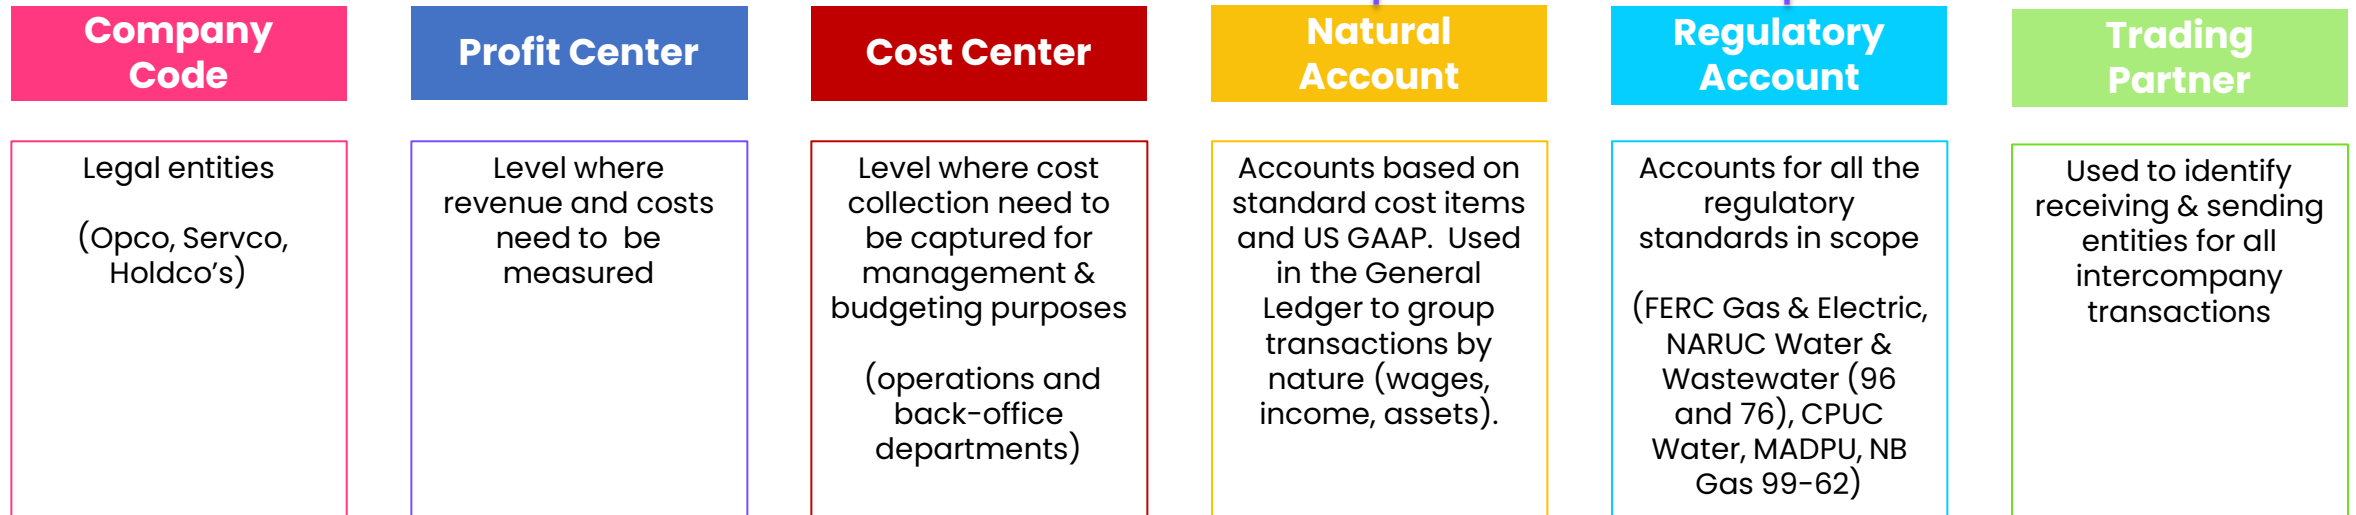 Company
Code
Profit Center
Cost Center
Natural
Account
Regulatory
Account
Trading
Partner
Legal entities
(Opco, Servco,
Holdco’s)
Level where
revenue and costs
need to  be
measured
Level where cost
collection need to
be captured for
management &
budgeting purposes
(operations and
back-office
departments)
Accounts based on
standard cost items
and US GAAP.  Used
in the General
Ledger to group
transactions by
nature (wages,
income, assets).
Accounts for all the
regulatory
standards in scope
(FERC Gas & Electric,
NARUC Water &
Wastewater (96
and 76), CPUC
Water, MADPU, NB
Gas 99-62)
Used to identify
receiving & sending
entities for all
intercompany
transactions